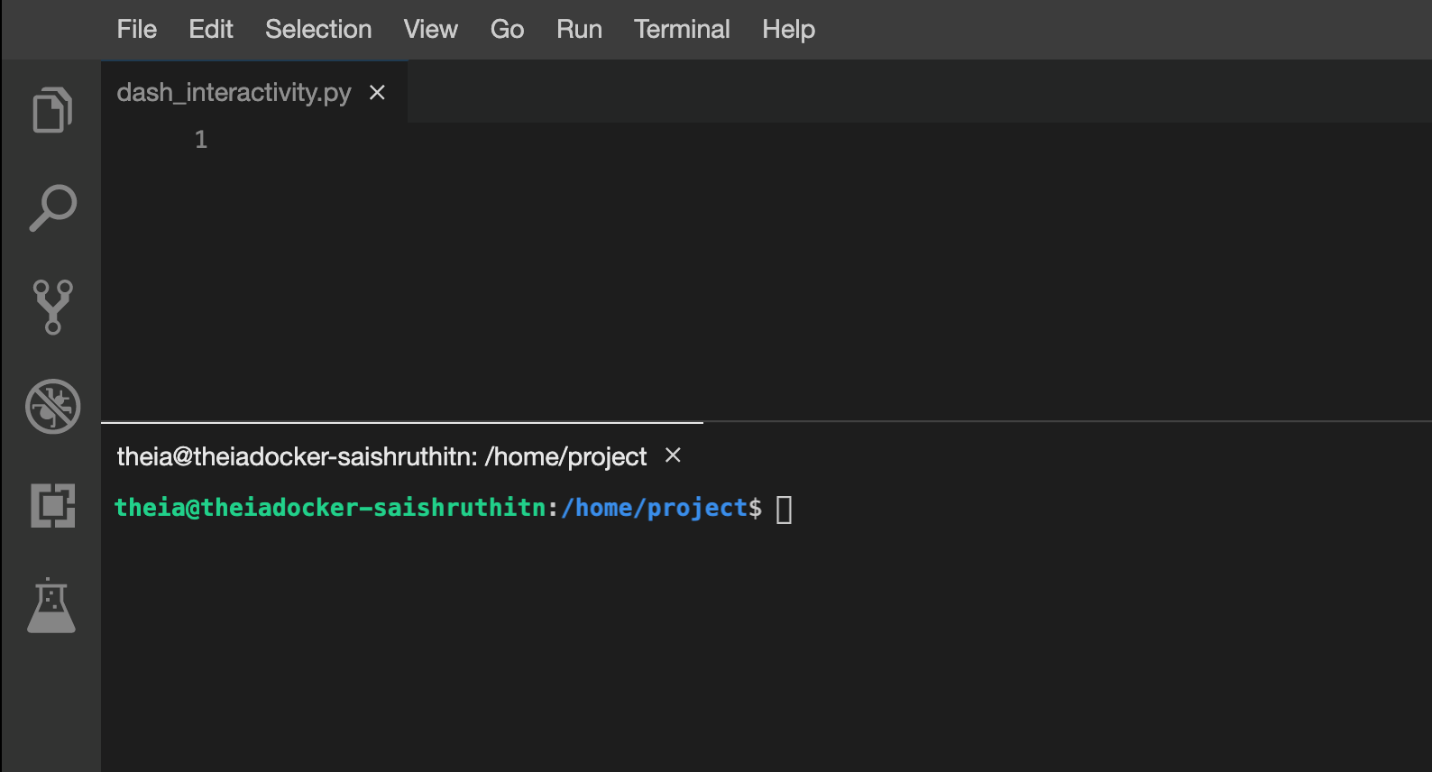 File Edit Selection View Go Run Terminal Help
dash_interactivity.py ×
1
theia@theiadocker-saishruthitn: /home/project ×
theia@theiadocker-saishruthitn:/home/project$